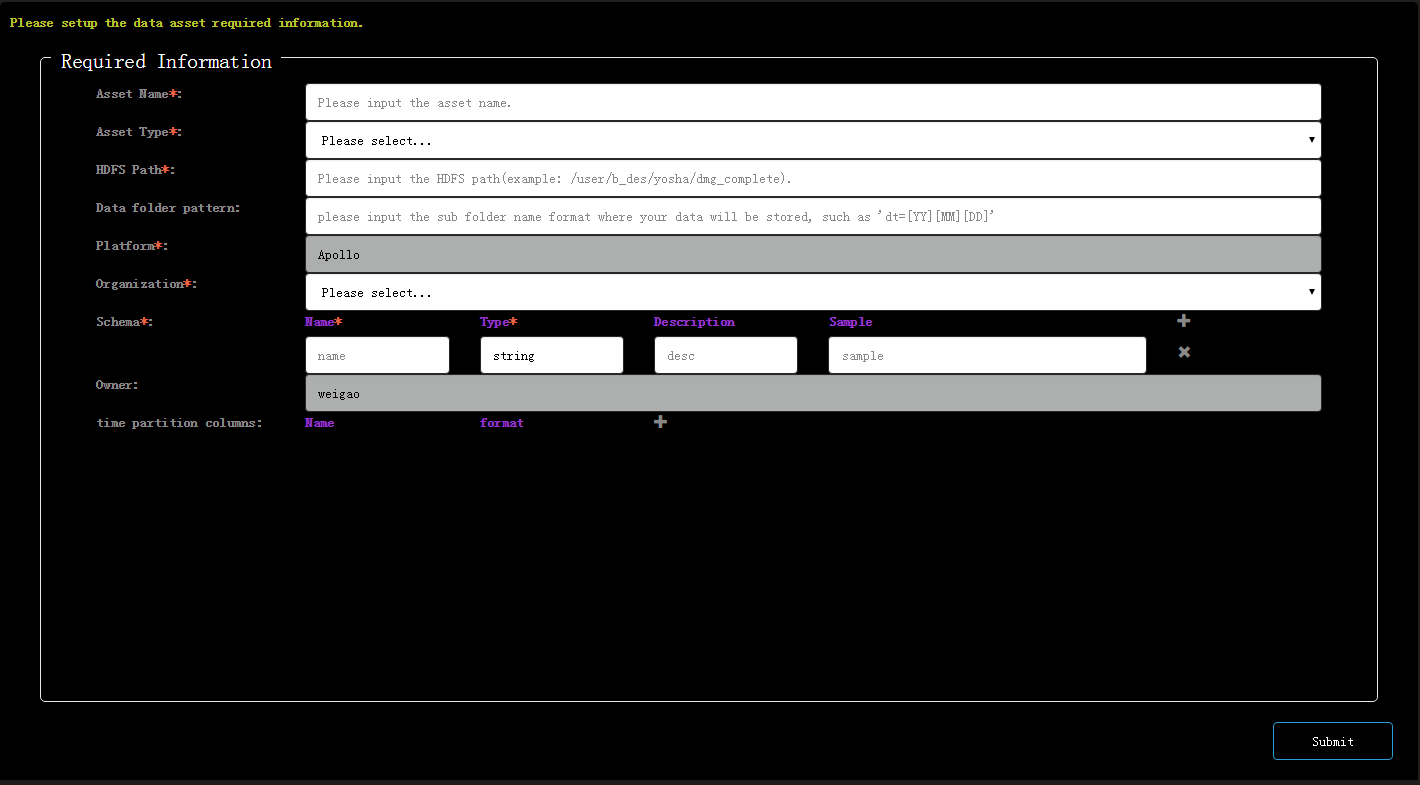 Please setup the data asset required information.
Required Information
Asset Name*: Please input the asset name.
Asset Type*: Please select...
HDFS Path*: Please input the HDFS path(example: /user/b_des/yosha/dmg_complete).
Data folder pattern: please input the sub folder name format where your data will be stored, such as 'dt=[YY][MM][DD]'
Platform*: Apollo
Organization*: Please select...
Schema*: Name* Type* Description Sample
name string desc sample
Owner: weigao
time partition columns: Name format
Submit